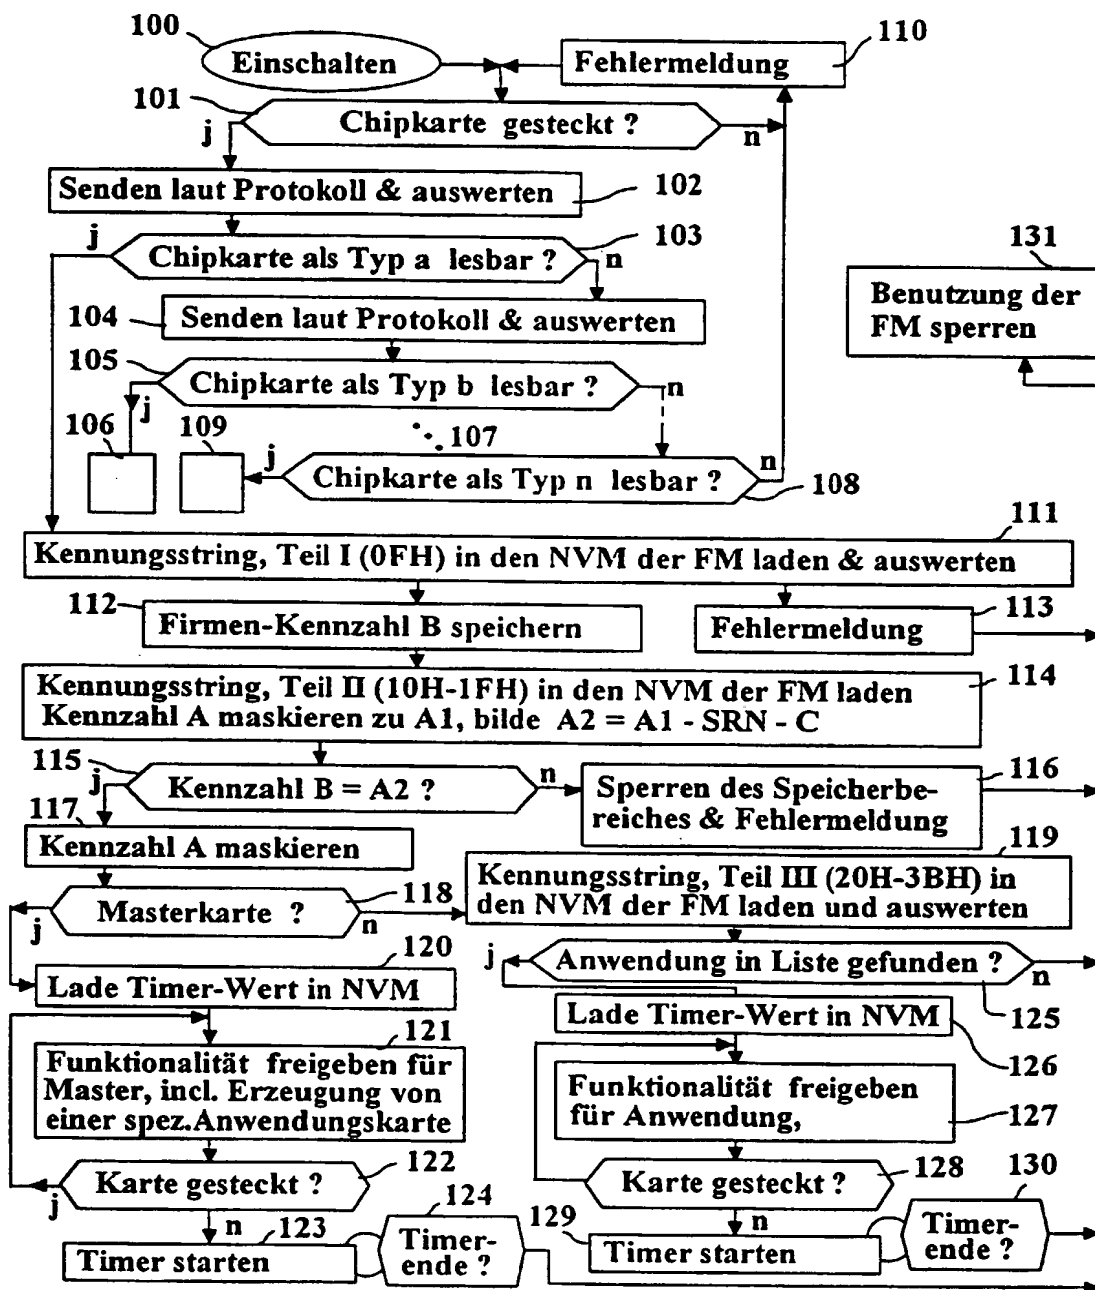 100
Einschalten
Fehlermeldung
110
101
Chipkarte gesteckt ?
j
n
Senden laut Protokoll & auswerten
102
j
Chipkarte als Typ a lesbar ?
103
n
131
Benutzung der
FM sperren
104
Senden laut Protokoll & auswerten
105
Chipkarte als Typ b lesbar ?
n
j
106
109
107
j
Chipkarte als Typ n lesbar ?
n
108
111
Kennungsstring, Teil I (0FH) in den NVM der FM laden & auswerten
112
Firmen-Kennzahl B speichern
Fehlermeldung
113
Kennungsstring, Teil II (10H-1FH) in den NVM der FM laden
Kennzahl A maskieren zu A1, bilde A2 = A1 - SRN - C
114
115
j
Kennzahl B = A2 ?
n
Sperren des Speicherbe-
reiches & Fehlermeldung
116
117
Kennzahl A maskieren
119
Kennungsstring, Teil III (20H-3BH) in
den NVM der FM laden und auswerten
Masterkarte ?
118
j
n
120
Lade Timer-Wert in NVM
j
Anwendung in Liste gefunden ?
n
125
Lade Timer-Wert in NVM
126
121
Funktionalität freigeben für
Master, incl. Erzeugung von
einer spez.Anwendungskarte
Funktionalität freigeben
für Anwendung,
127
Karte gesteckt ?
122
j
n
Karte gesteckt ?
128
n
123
Timer starten
124
Timer-
ende ?
129
Timer starten
130
Timer-
ende ?